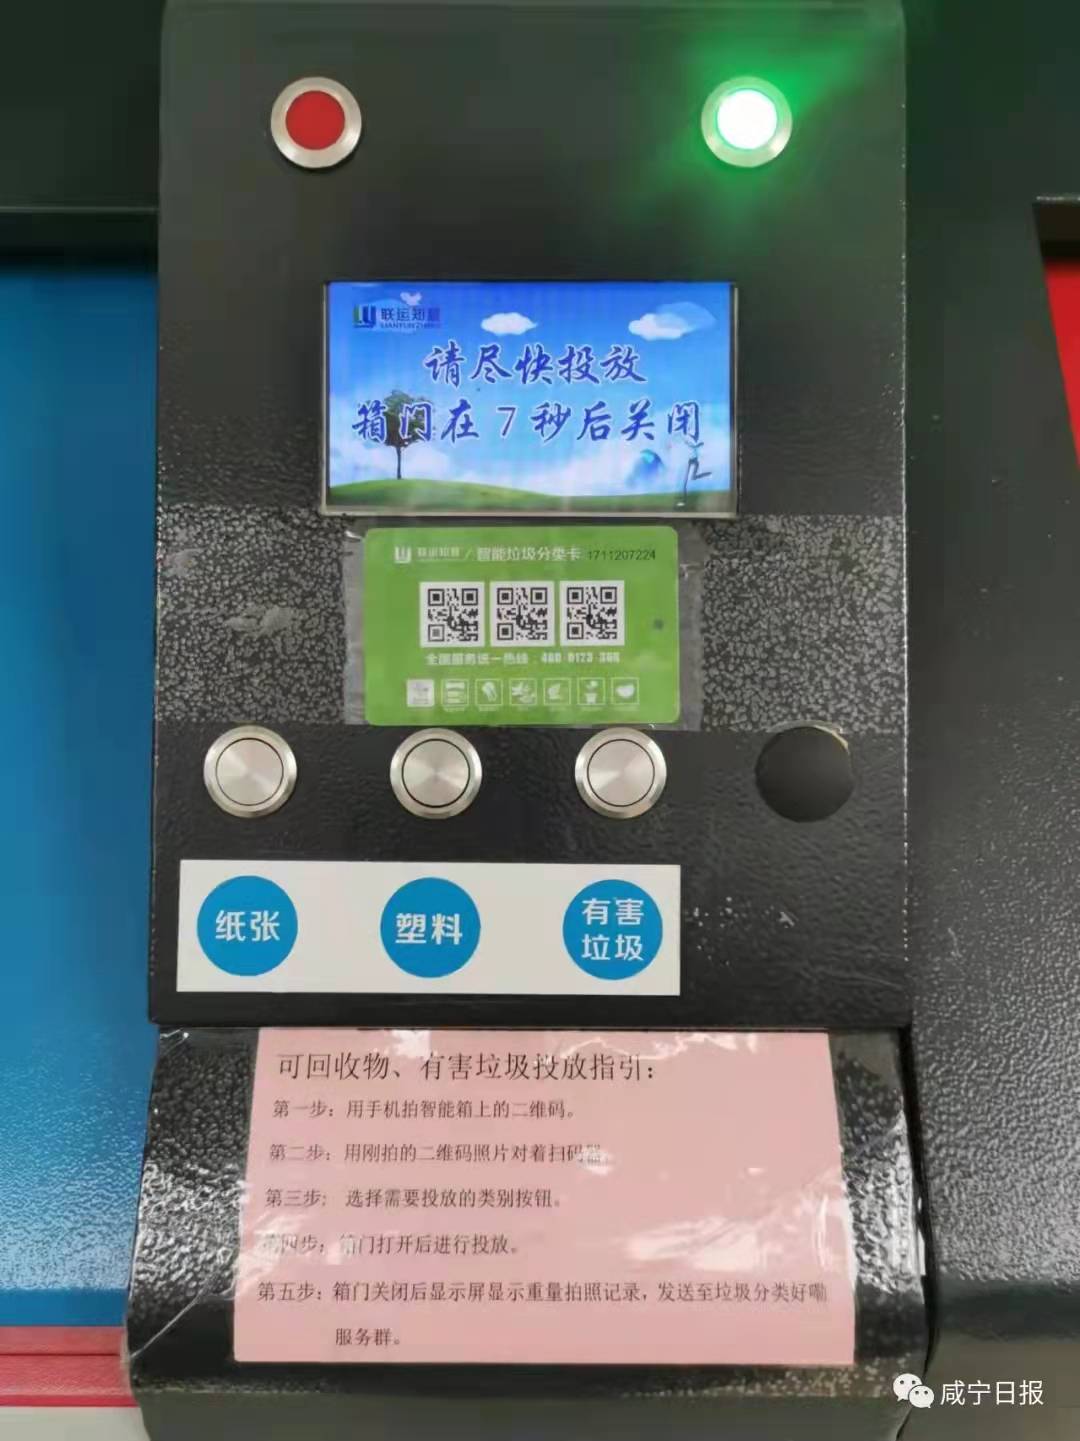 联运知慧
请尽快投放
箱门在7秒后关闭
联运知慧/智能垃圾分类卡 1711207224
全国服务统一热线：400 0123 366
纸张
塑料
有害
垃圾
可回收物、有害垃圾投放指引：
第一步：用手机拍智能箱上的二维码。
第二步：用刚拍的二维码照片对着扫码器。
第三步： 选择需要投放的类别按钮。
第四步：箱门打开后进行投放。
第五步：箱门关闭后显示屏显示重量拍照记录，发送至垃圾分类好嘞
服务群。
咸宁日报